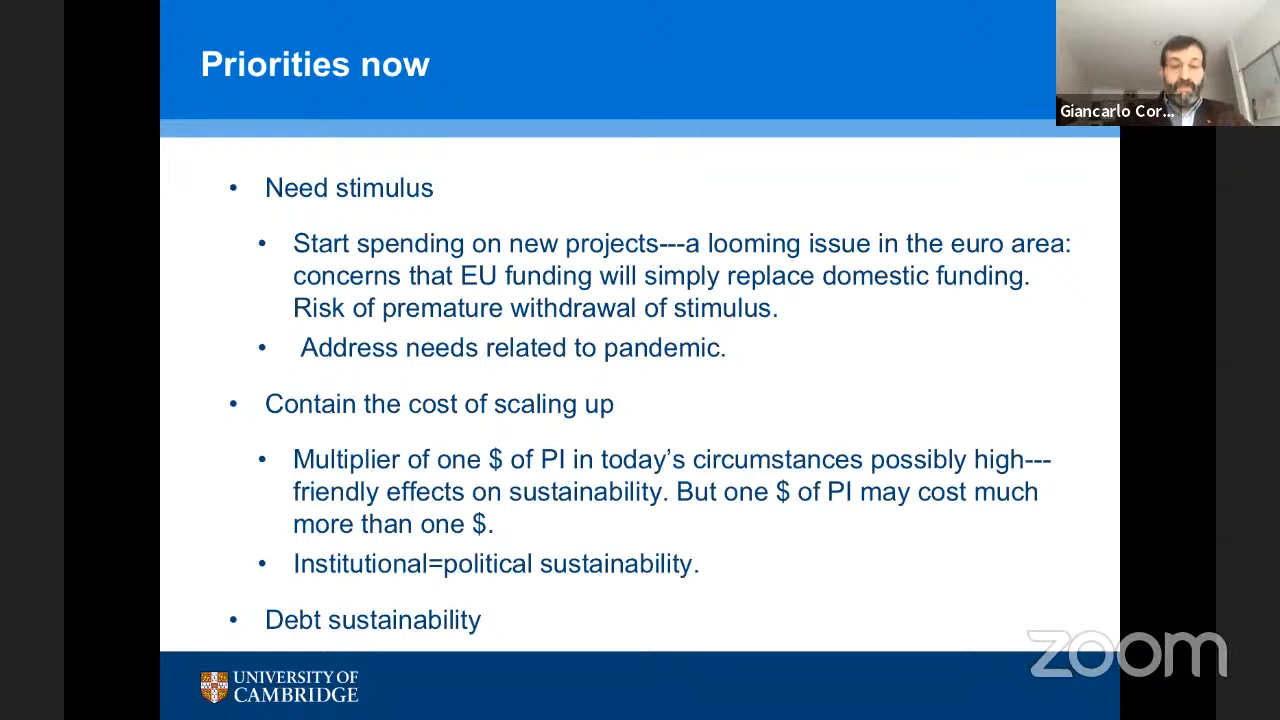 Priorities now
Giancarlo Cor...
• Need stimulus
• Start spending on new projects---a looming issue in the euro area:
concerns that EU funding will simply replace domestic funding.
Risk of premature withdrawal of stimulus.
• Address needs related to pandemic.
• Contain the cost of scaling up
• Multiplier of one $ of PI in today’s circumstances possibly high---
friendly effects on sustainability. But one $ of PI may cost much
more than one $.
• Institutional=political sustainability.
• Debt sustainability
zoom
UNIVERSITY OF
CAMBRIDGE